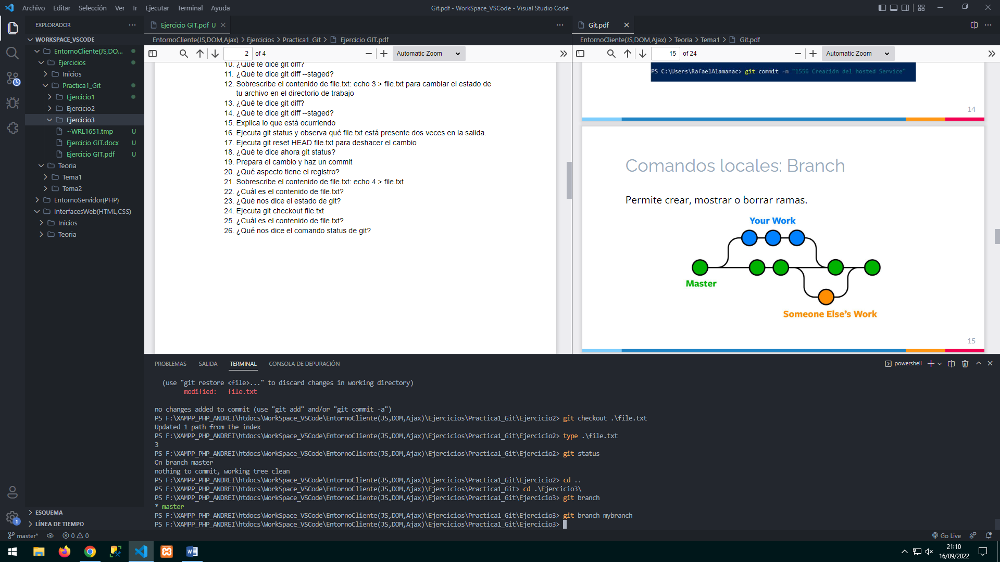 Archivo Editar Selección Ver Ir Ejecutar Terminal Ayuda
Git.pdf - WorkSpace_VSCode - Visual Studio Code
EXPLORADOR
WORKSPACE_VSCODE
EntornoCliente(JS,DO...
Ejercicios
Inicios
Practica1_Git
Ejercicio1
Ejercicio2
Ejercicio3
~WRL1651.tmp U
Ejercicio GIT.docx U
Ejercicio GIT.pdf U
Teoria
Tema1
Tema2
EntornoServidor(PHP)
InterfacesWeb(HTML,CSS)
Inicios
Teoria
ESQUEMA
LÍNEA DE TIEMPO
Ejercicio GIT.pdf U
EntornoCliente(JS,DOM,Ajax) > Ejercicios > Practica1_Git > Ejercicio GIT.pdf
2 of 4
Automatic Zoom
10. ¿Qué te dice git diff?
11. ¿Qué te dice git diff --staged?
12. Sobrescribe el contenido de file.txt: echo 3 > file.txt para cambiar el estado de
tu archivo en el directorio de trabajo
13. ¿Qué te dice git diff?
14. ¿Qué te dice git diff --staged?
15. Explica lo que está ocurriendo
16. Ejecuta git status y observa qué file.txt está presente dos veces en la salida.
17. Ejecuta git reset HEAD file.txt para deshacer el cambio
18. ¿Qué te dice ahora git status?
19. Prepara el cambio y haz un commit
20. ¿Qué aspecto tiene el registro?
21. Sobrescribe el contenido de file.txt: echo 4 > file.txt
22. ¿Cuál es el contenido de file.txt?
23. ¿Qué nos dice el estado de git?
24. Ejecuta git checkout file.txt
25. ¿Cuál es el contenido de file.txt?
26. ¿Qué nos dice el comando status de git?
Git.pdf
EntornoCliente(JS,DOM,Ajax) > Teoria > Tema1 > Git.pdf
15 of 24
Automatic Zoom
PS C:\Users\RafaelAlamanac> git commit -m "1556 Creación del hosted Service"
14
Comandos locales: Branch
Permite crear, mostrar o borrar ramas.
Your Work
Master
Someone Else's Work
15
PROBLEMAS SALIDA TERMINAL CONSOLA DE DEPURACIÓN
powershell
(use "git restore <file>..." to discard changes in working directory)
modified: file.txt
no changes added to commit (use "git add" and/or "git commit -a")
PS F:\XAMPP_PHP_ANDREI\htdocs\WorkSpace_VSCode\EntornoCliente(JS,DOM,Ajax)\Ejercicios\Practica1_Git\Ejercicio2> git checkout .\file.txt
Updated 1 path from the index
PS F:\XAMPP_PHP_ANDREI\htdocs\WorkSpace_VSCode\EntornoCliente(JS,DOM,Ajax)\Ejercicios\Practica1_Git\Ejercicio2> type .\file.txt
3
PS F:\XAMPP_PHP_ANDREI\htdocs\WorkSpace_VSCode\EntornoCliente(JS,DOM,Ajax)\Ejercicios\Practica1_Git\Ejercicio2> git status
On branch master
nothing to commit, working tree clean
PS F:\XAMPP_PHP_ANDREI\htdocs\WorkSpace_VSCode\EntornoCliente(JS,DOM,Ajax)\Ejercicios\Practica1_Git\Ejercicio2> cd ..
PS F:\XAMPP_PHP_ANDREI\htdocs\WorkSpace_VSCode\EntornoCliente(JS,DOM,Ajax)\Ejercicios\Practica1_Git> cd .\Ejercicio3\
PS F:\XAMPP_PHP_ANDREI\htdocs\WorkSpace_VSCode\EntornoCliente(JS,DOM,Ajax)\Ejercicios\Practica1_Git\Ejercicio3> git branch
* master
PS F:\XAMPP_PHP_ANDREI\htdocs\WorkSpace_VSCode\EntornoCliente(JS,DOM,Ajax)\Ejercicios\Practica1_Git\Ejercicio3> git branch mybranch
PS F:\XAMPP_PHP_ANDREI\htdocs\WorkSpace_VSCode\EntornoCliente(JS,DOM,Ajax)\Ejercicios\Practica1_Git\Ejercicio3>
1
master* 0 0
Go Live
21:10
16/09/2022